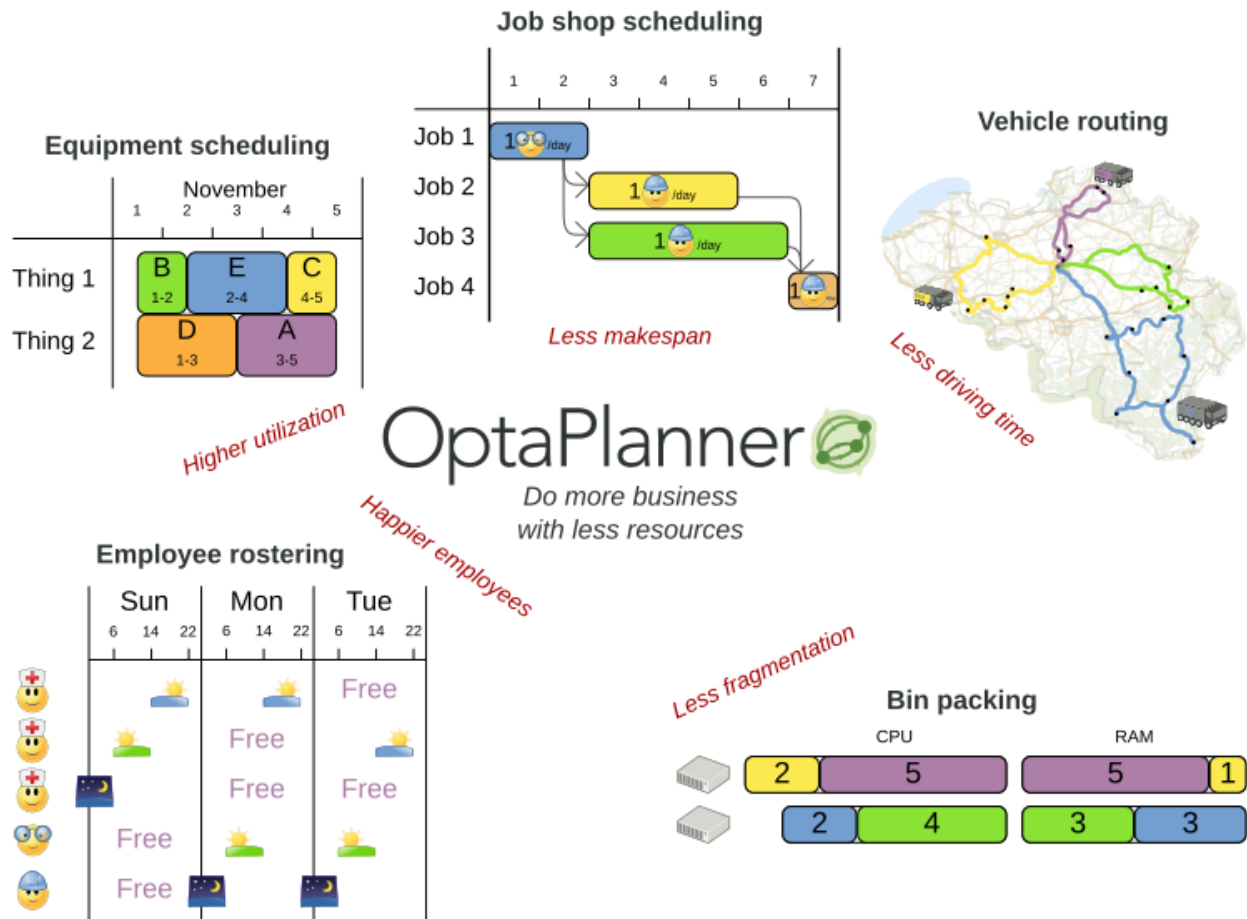 Job shop scheduling
1 2 3 4 5 6 7
Job 1
1 /day
Job 2
1 /day
Job 3
1 /day
Job 4
1
Less makespan
Equipment scheduling
November
1 2 3 4 5
Thing 1
B E C
1-2 2-4 4-5
Thing 2
D A
1-3 3-5
Higher utilization
Vehicle routing
Less driving time
OptaPlanner
Do more business
with less resources
Happier employees
Employee rostering
Sun Mon Tue
6 14 22 6 14 22 6 14 22
Free
Free
Free Free
Free
Free
Less fragmentation
Bin packing
CPU RAM
2 5 5 1
2 4 3 3